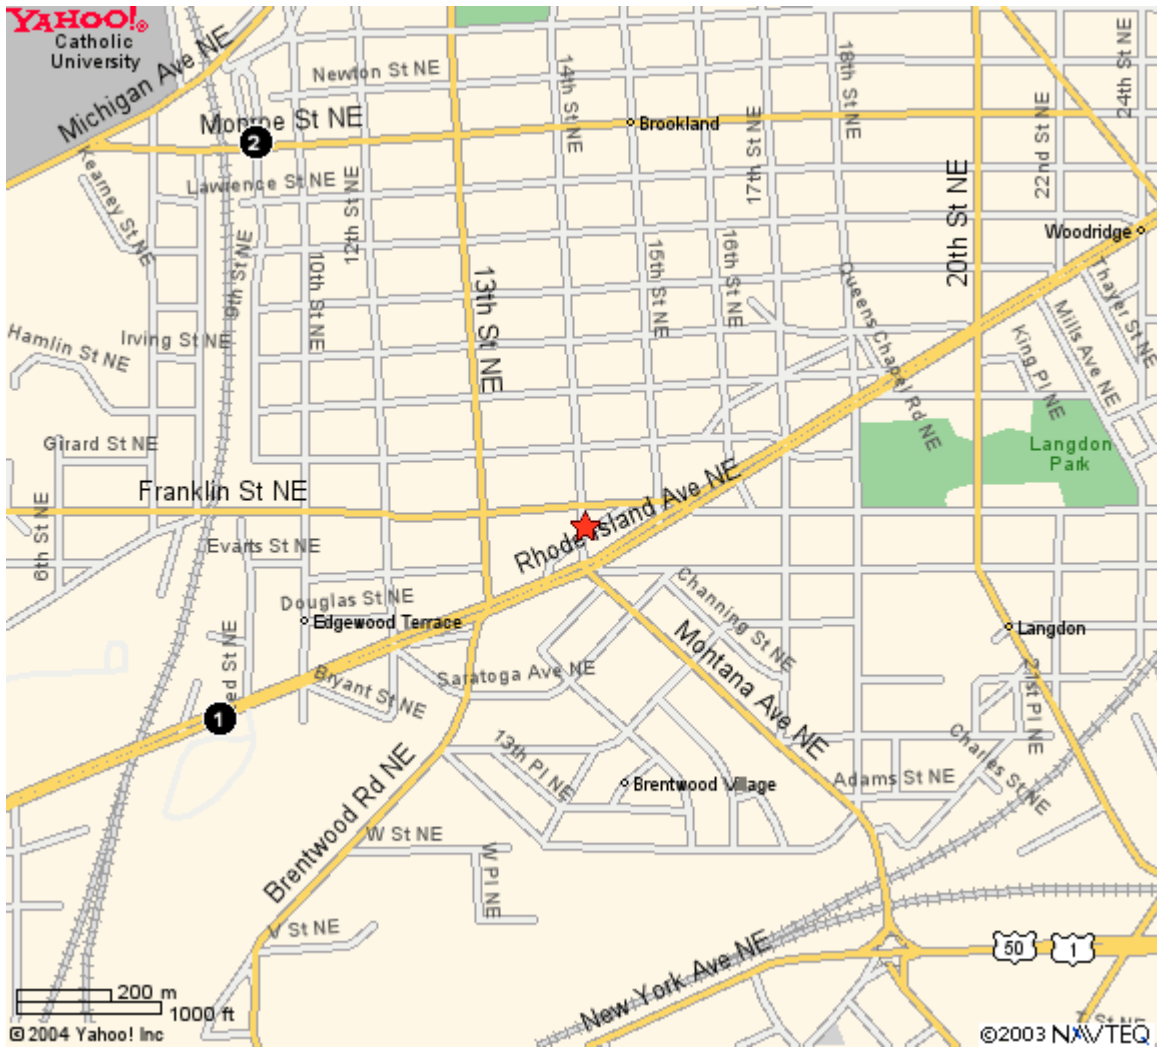 YAHOO!®
Catholic
University
Michigan Ave NE
Newton St NE
14th St NE
18th St NE
24th St NE
2
Brookland
17th St NE
22nd St NE
Kearney St NE
Lawrence St NE
12th St NE
20th St NE
Woodridge
9th St NE
10th St NE
13th St NE
15th St NE
16th St NE
Queens Chapel Rd NE
Thayer St NE
Mills Ave NE
King Pl NE
Hamlin St NE
Irving St NE
Girard St NE
Langdon
Park
Franklin St NE
Rhode Island Ave NE
6th St NE
Evarts St NE
Douglas St NE
Edgewood Terrace
Channing St NE
Montana Ave NE
Langdon
Bryant St NE
Saratoga Ave NE
21st Pl NE
1
Brentwood Rd NE
13th Pl NE
Brentwood Village
Adams St NE
Charles St NE
W St NE
W Pl NE
V St NE
New York Ave NE
50
1
200 m
1000 ft
© 2004 Yahoo! Inc
©2003 NAVTEQ